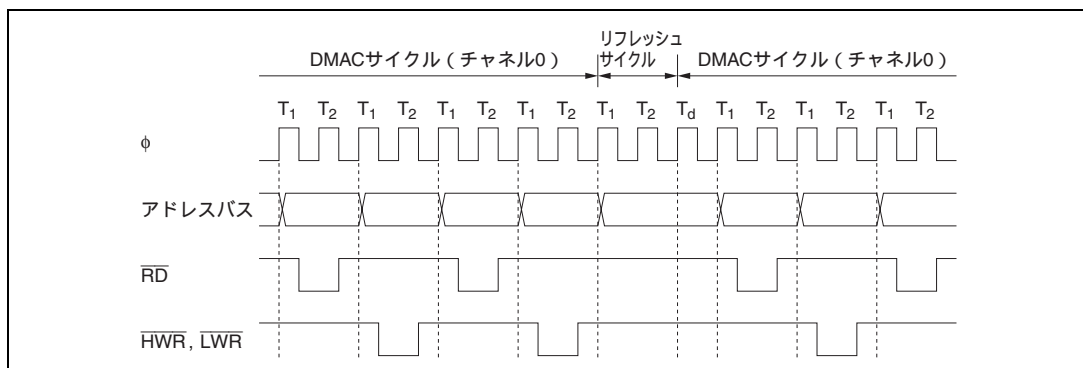 リフレッシュ
サイクル
DMACサイクル（チャネル0）
DMACサイクル（チャネル0）
T1 T2 T1 T2 T1 T2 T1 T2 T1 T2 Td T1 T2 T1 T2 T1 T2
φ
アドレスバス
RD
HWR, LWR